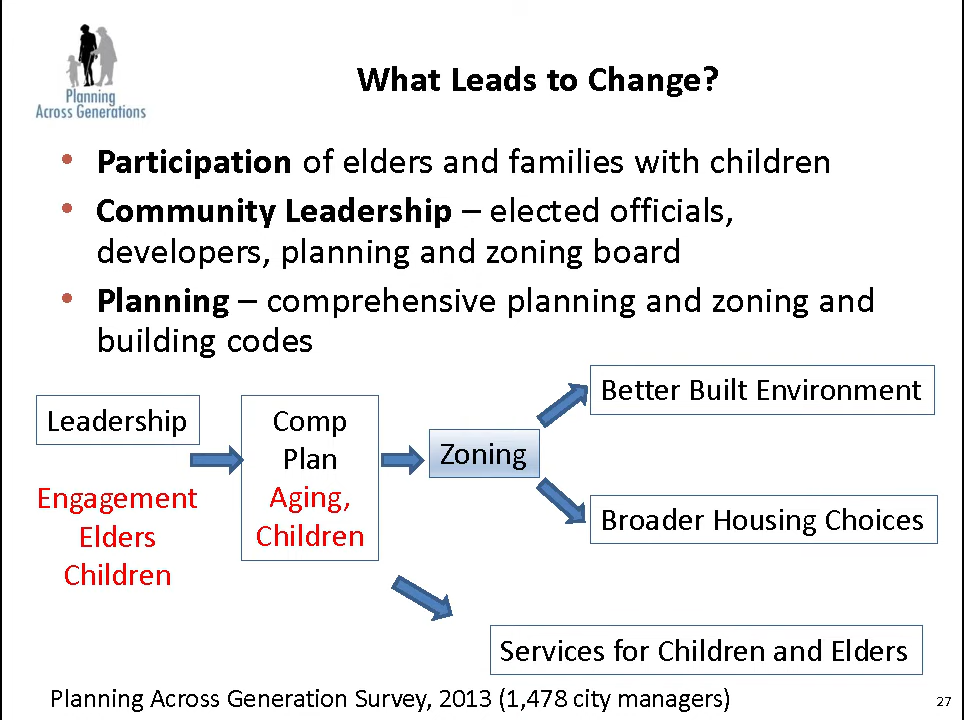 Planning
Across Generations
What Leads to Change?
• Participation of elders and families with children
• Community Leadership – elected officials,
developers, planning and zoning board
• Planning – comprehensive planning and zoning and
building codes
Leadership
Engagement
Elders
Children
Comp
Plan
Aging,
Children
Zoning
Better Built Environment
Broader Housing Choices
Services for Children and Elders
Planning Across Generation Survey, 2013 (1,478 city managers)
27